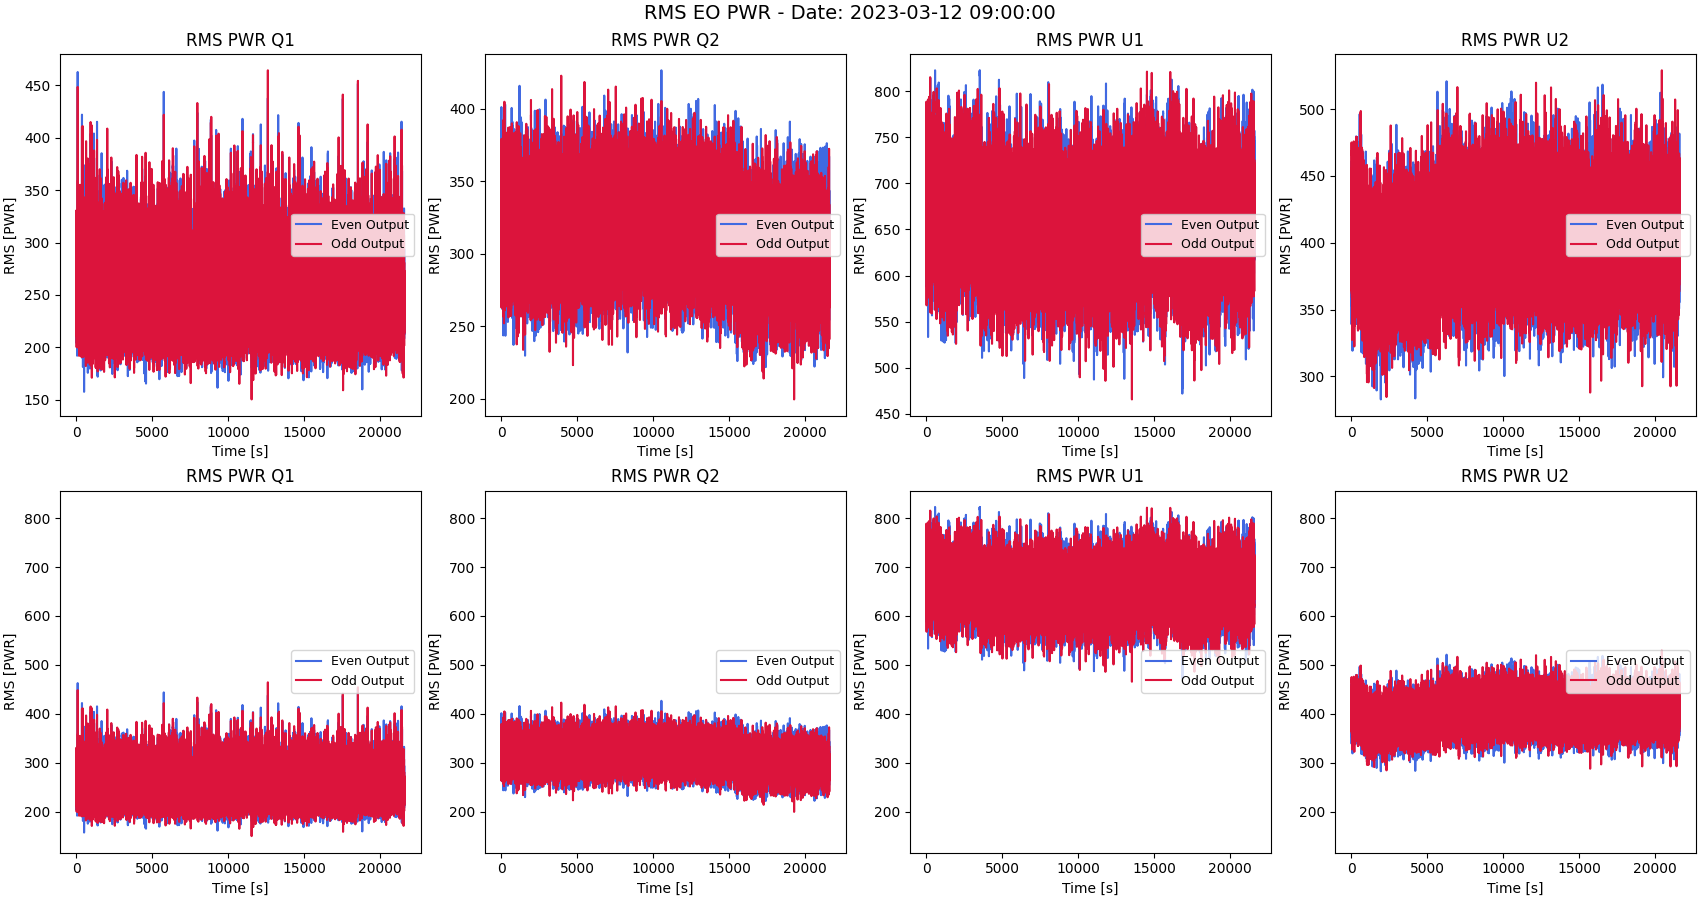 RMS EO PWR - Date: 2023-03-12 09:00:00
RMS PWR Q1
RMS [PWR]
450
400
350
300
250
200
150
0 5000 10000 15000 20000
Time [s]
Even Output
Odd Output
RMS PWR Q2
RMS [PWR]
400
350
300
250
200
0 5000 10000 15000 20000
Time [s]
Even Output
Odd Output
RMS PWR U1
RMS [PWR]
800
750
700
650
600
550
500
450
0 5000 10000 15000 20000
Time [s]
Even Output
Odd Output
RMS PWR U2
RMS [PWR]
500
450
400
350
300
0 5000 10000 15000 20000
Time [s]
Even Output
Odd Output
RMS PWR Q1
RMS [PWR]
800
700
600
500
400
300
200
0 5000 10000 15000 20000
Time [s]
Even Output
Odd Output
RMS PWR Q2
RMS [PWR]
800
700
600
500
400
300
200
0 5000 10000 15000 20000
Time [s]
Even Output
Odd Output
RMS PWR U1
RMS [PWR]
800
700
600
500
400
300
200
0 5000 10000 15000 20000
Time [s]
Even Output
Odd Output
RMS PWR U2
RMS [PWR]
800
700
600
500
400
300
200
0 5000 10000 15000 20000
Time [s]
Even Output
Odd Output